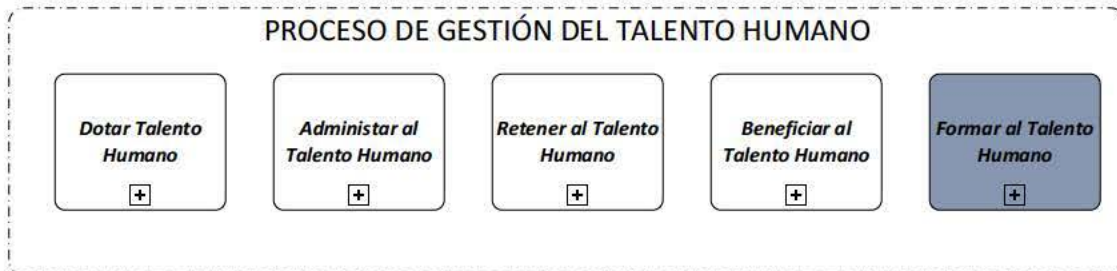 PROCESO DE GESTIÓN DEL TALENTO HUMANO
Dotar Talento
Humano
Administar al
Talento Humano
Retener al Talento
Humano
Beneficiar al
Talento Humano
Formar al Talento
Humano